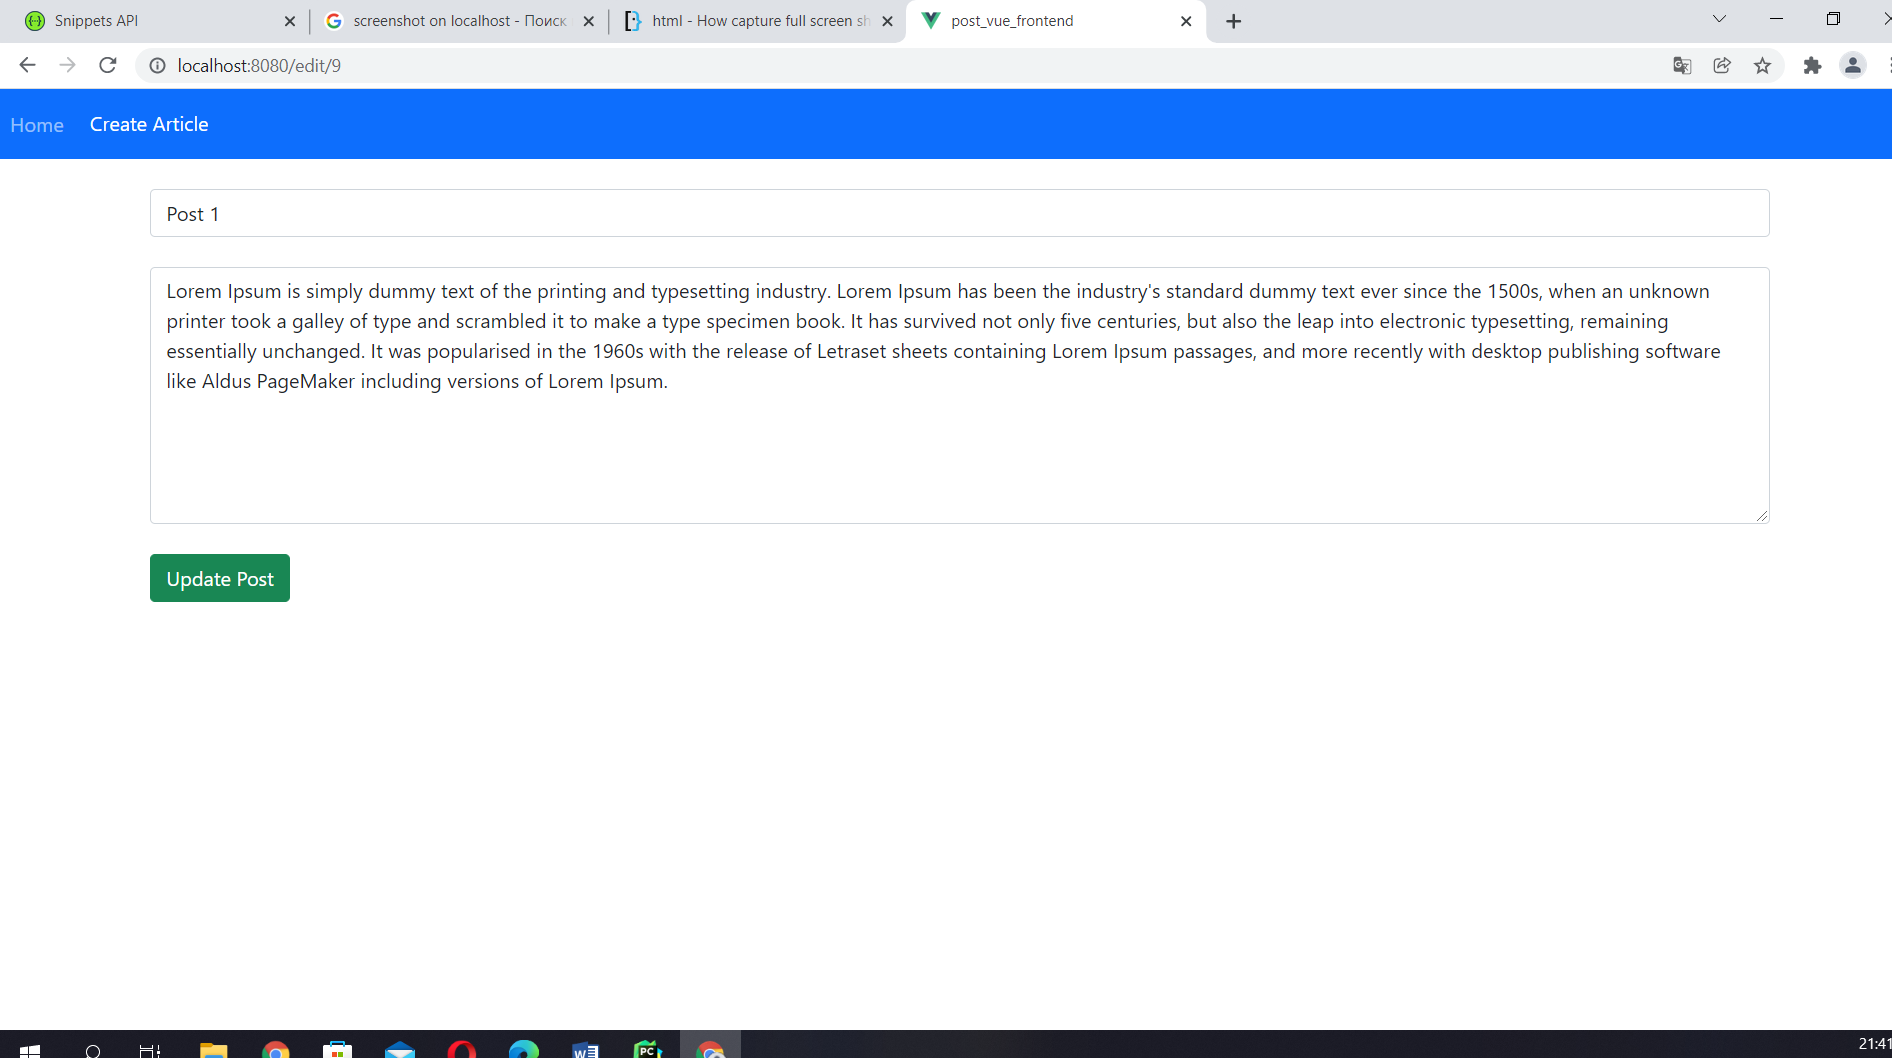 Snippets API
screenshot on localhost - Поиск
html - How capture full screen sh
post_vue_frontend
localhost:8080/edit/9
Home
Create Article
Post 1
Lorem Ipsum is simply dummy text of the printing and typesetting industry. Lorem Ipsum has been the industry's standard dummy text ever since the 1500s, when an unknown
printer took a galley of type and scrambled it to make a type specimen book. It has survived not only five centuries, but also the leap into electronic typesetting, remaining
essentially unchanged. It was popularised in the 1960s with the release of Letraset sheets containing Lorem Ipsum passages, and more recently with desktop publishing software
like Aldus PageMaker including versions of Lorem Ipsum.
Update Post
PC
21:41